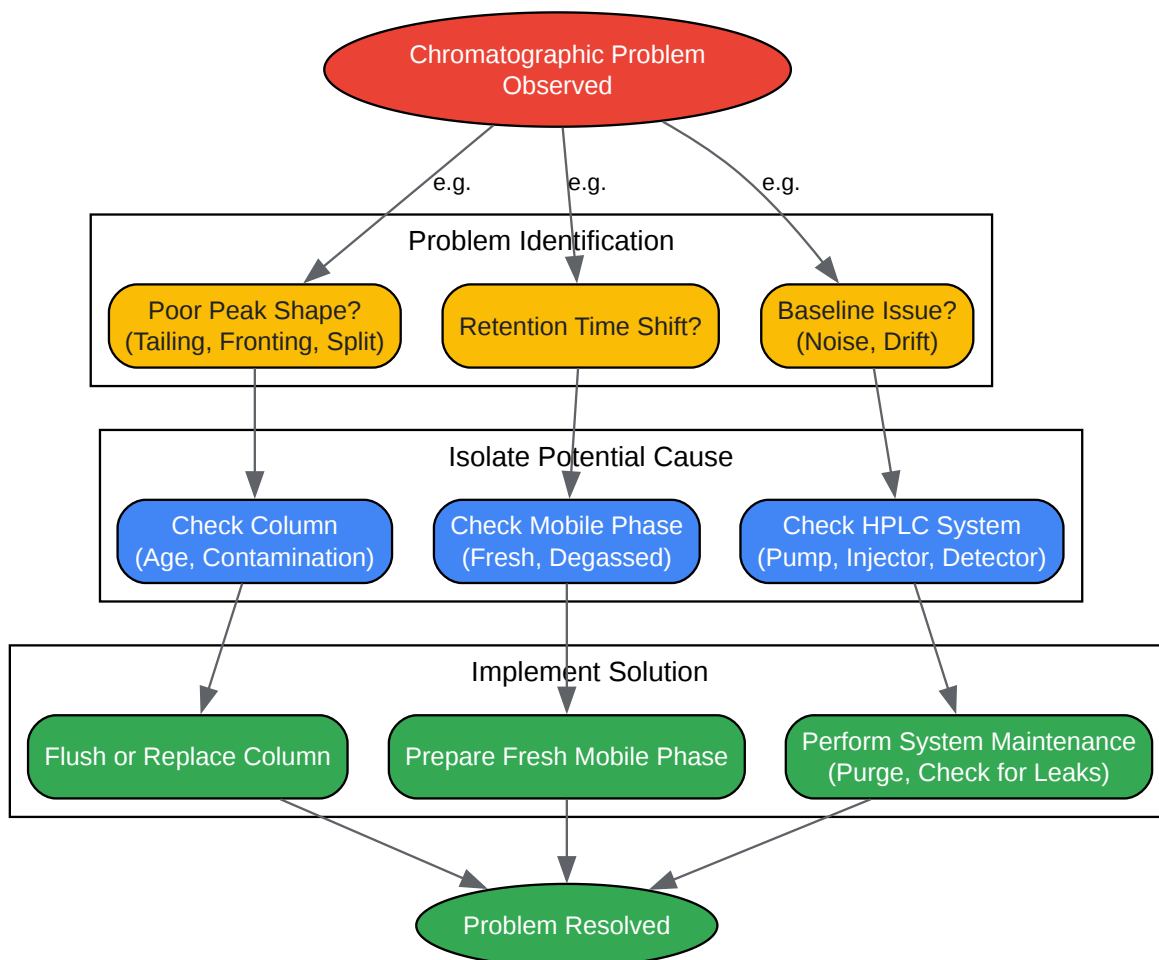 Chromatographic Problem
Observed
e.g.
e.g.
e.g.
Problem Identification
Poor Peak Shape?
(Tailing, Fronting, Split)
Retention Time Shift?
Baseline Issue?
(Noise, Drift)
Isolate Potential Cause
Check Column
(Age, Contamination)
Check Mobile Phase
(Fresh, Degassed)
Check HPLC System
(Pump, Injector, Detector)
Implement Solution
Flush or Replace Column
Prepare Fresh Mobile Phase
Perform System Maintenance
(Purge, Check for Leaks)
Problem Resolved